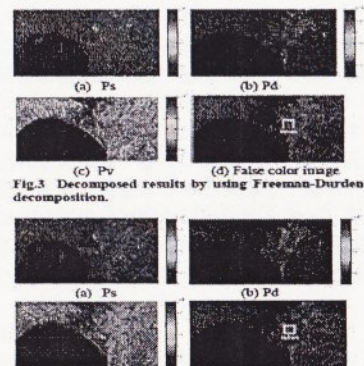 (a) Ps (b) Pd
(c) Pv (d) False color image
Fig.3 Decomposed results by using Freeman-Durden
decomposition.
(a) Ps (b) Pd